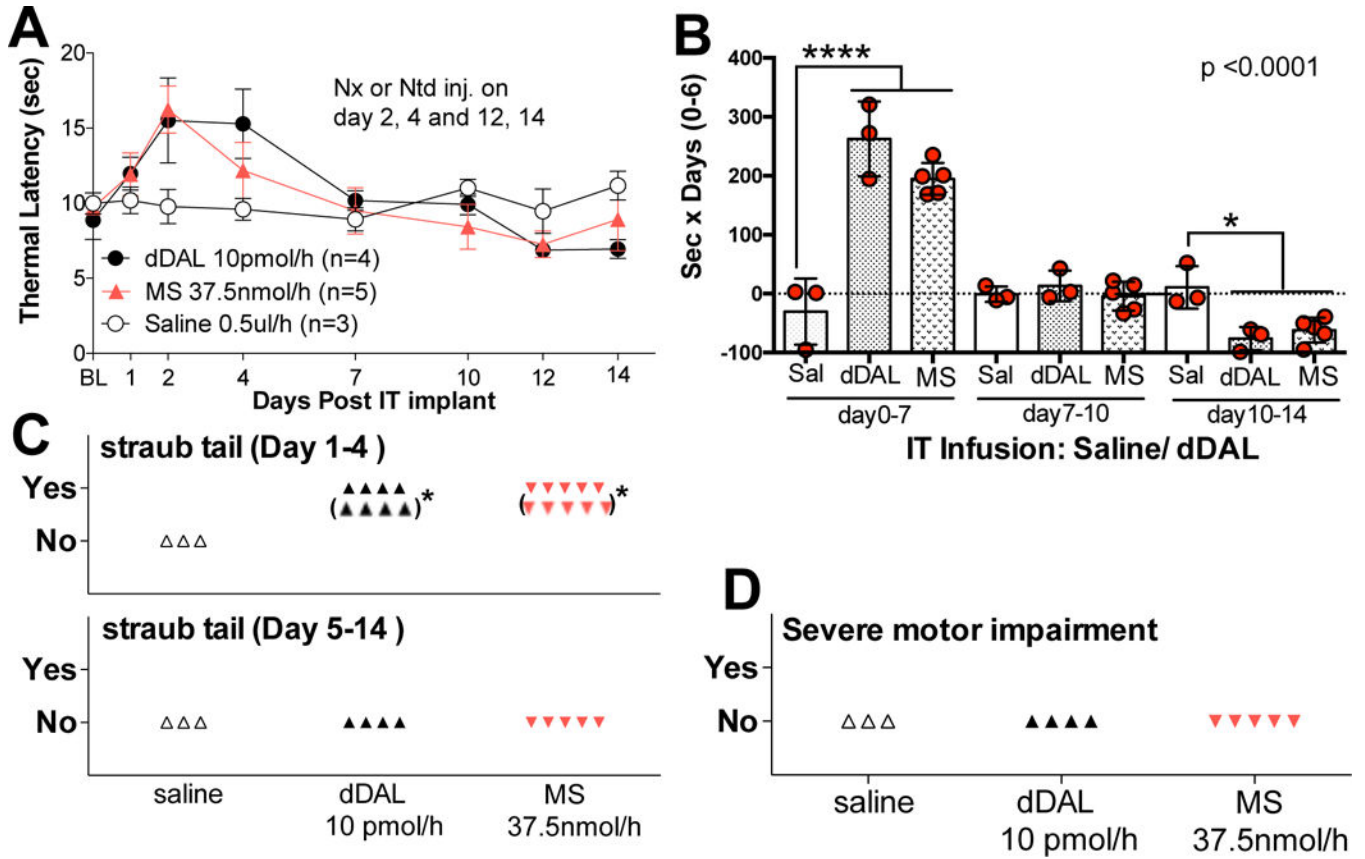 A
Thermal Latency (sec)
20
15
10
5
0
Nx or Ntd inj. on
day 2, 4 and 12, 14
dDAL 10pmol/h (n=4)
MS 37.5nmol/h (n=5)
Saline 0.5ul/h (n=3)
BL 1 2 4 7 10 12 14
Days Post IT implant
B
Sec x Days (0-6)
400
300
200
100
0
-100
****
p <0.0001
*
Sal dDAL MS Sal dDAL MS Sal dDAL MS
day0-7 day7-10 day10-14
IT Infusion: Saline/ dDAL
C
straub tail (Day 1-4 )
Yes
( )* ( )*
No
straub tail (Day 5-14 )
Yes
No
saline dDAL MS
10 pmol/h 37.5nmol/h
D
Severe motor impairment
Yes
No
saline dDAL MS
10 pmol/h 37.5nmol/h